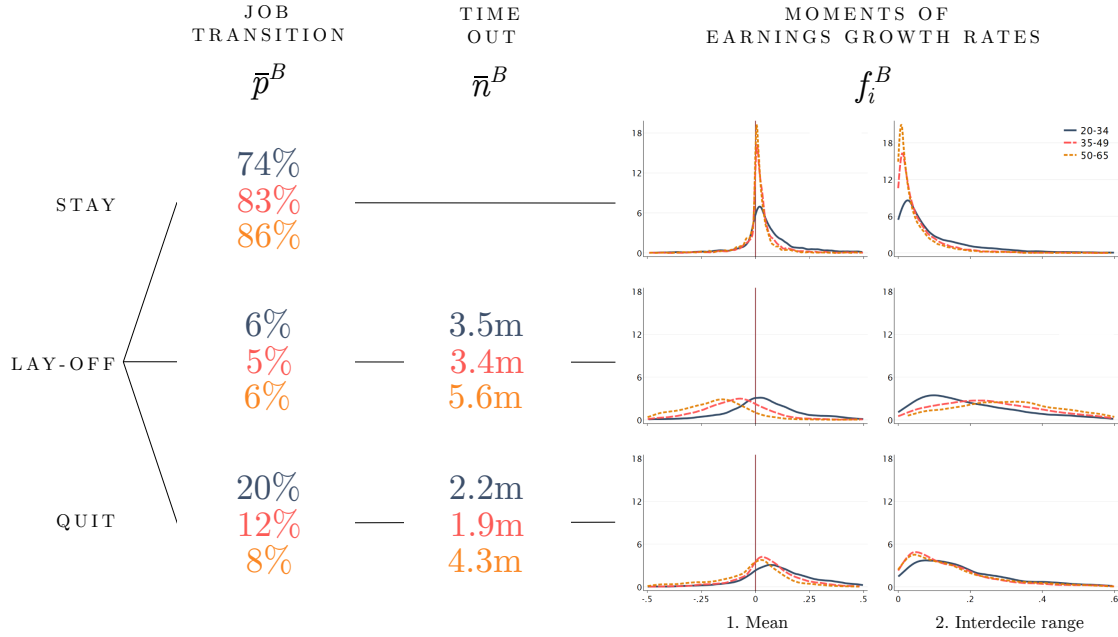 JOB
TRANSITION
TIME
OUT
MOMENTS OF
EARNINGS GROWTH RATES
p̄^B
n̄^B
f_i^B
STAY
74%
83%
86%
18
12
6
0
18
12
6
0
20-34
35-49
50-65
LAY-OFF
6%
5%
6%
3.5m
3.4m
5.6m
18
12
6
0
18
12
6
0
QUIT
20%
12%
8%
2.2m
1.9m
4.3m
18
12
6
0
-.5 -.25 0 .25 .5
18
12
6
0
0 .2 .4 .6
1. Mean
2. Interdecile range